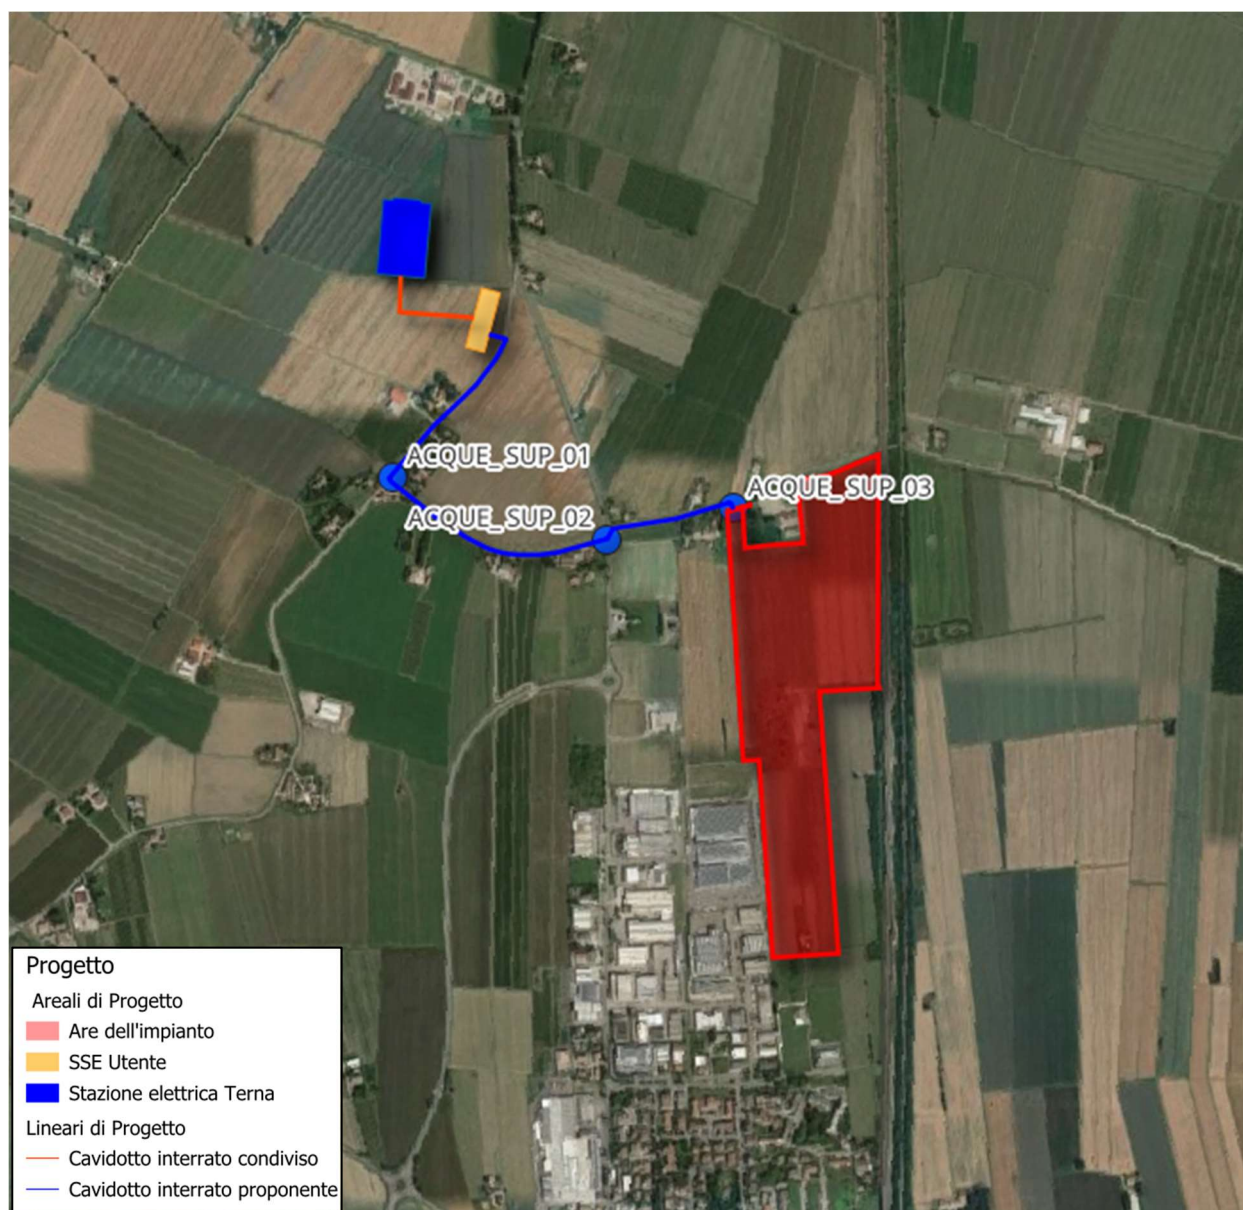 ACQUE_SUP_01
ACQUE_SUP_03
ACQUE_SUP_02
Progetto
Areali di Progetto
Are dell'impianto
SSE Utente
Stazione elettrica Terna
Lineari di Progetto
Cavidotto interrato condiviso
Cavidotto interrato proponente